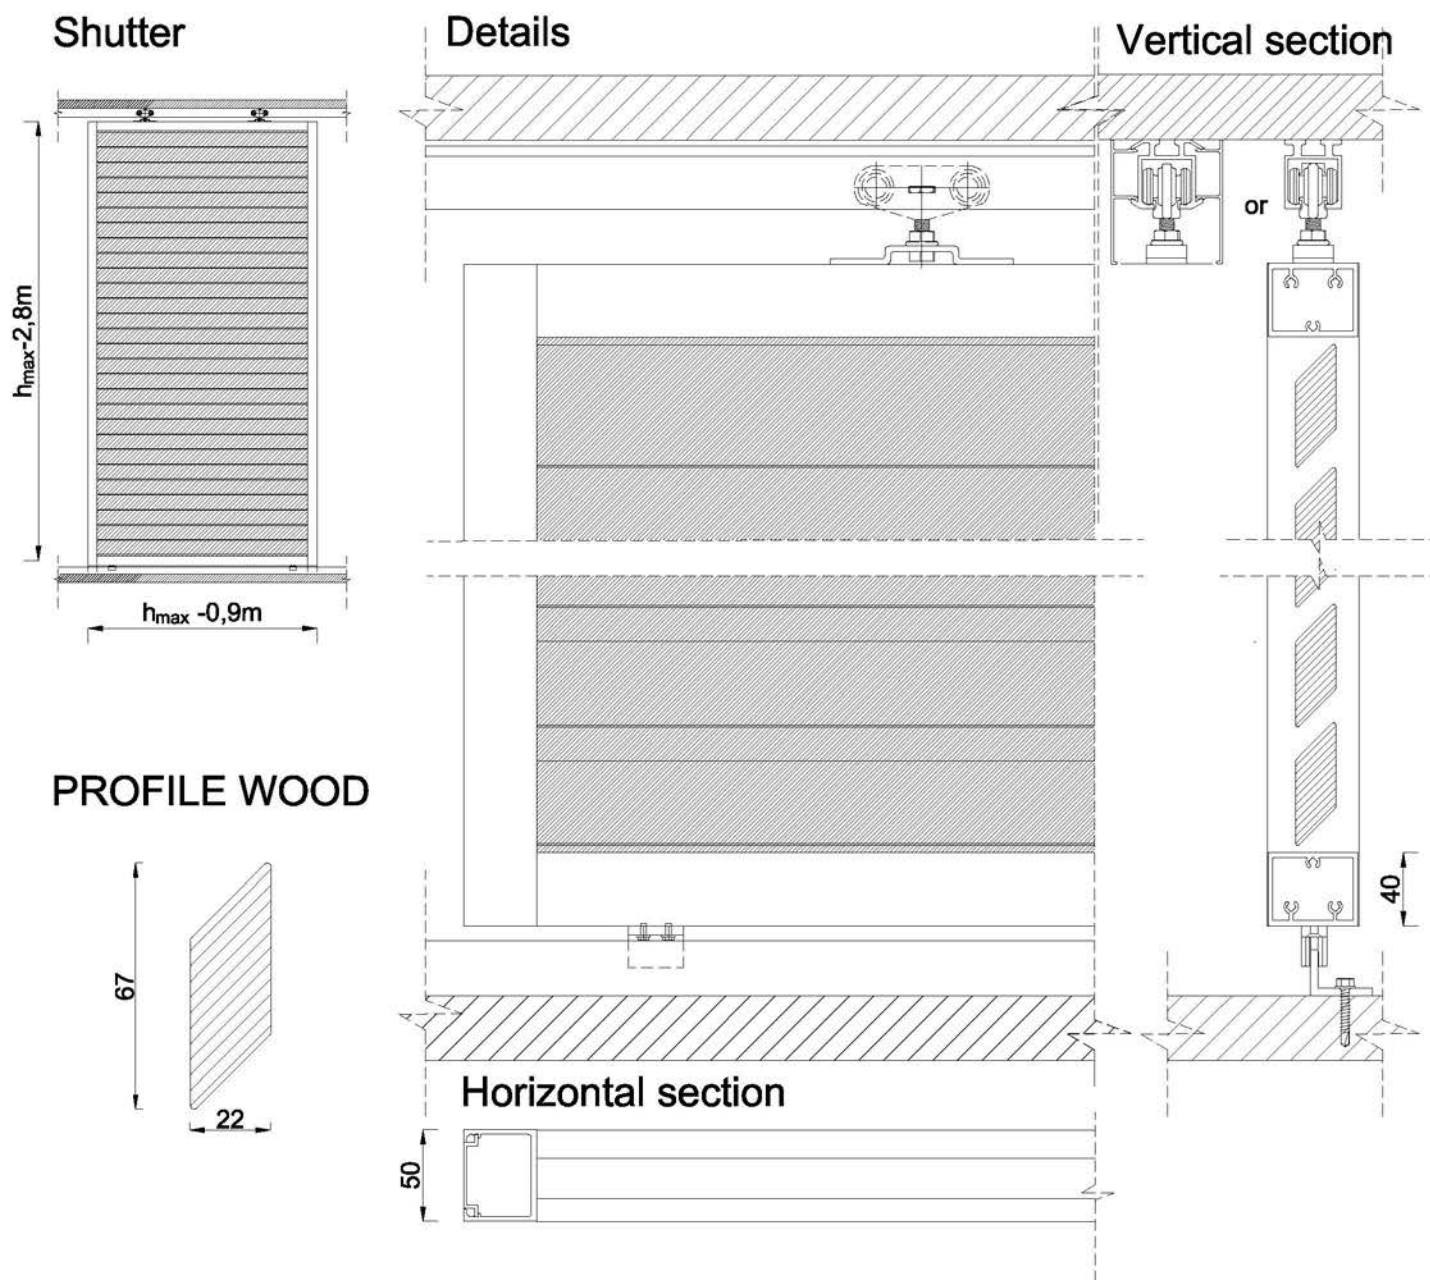 Shutter
Details
Vertical section
or
hmax-2,8m
hmax -0,9m
PROFILE WOOD
67
22
40
Horizontal section
50